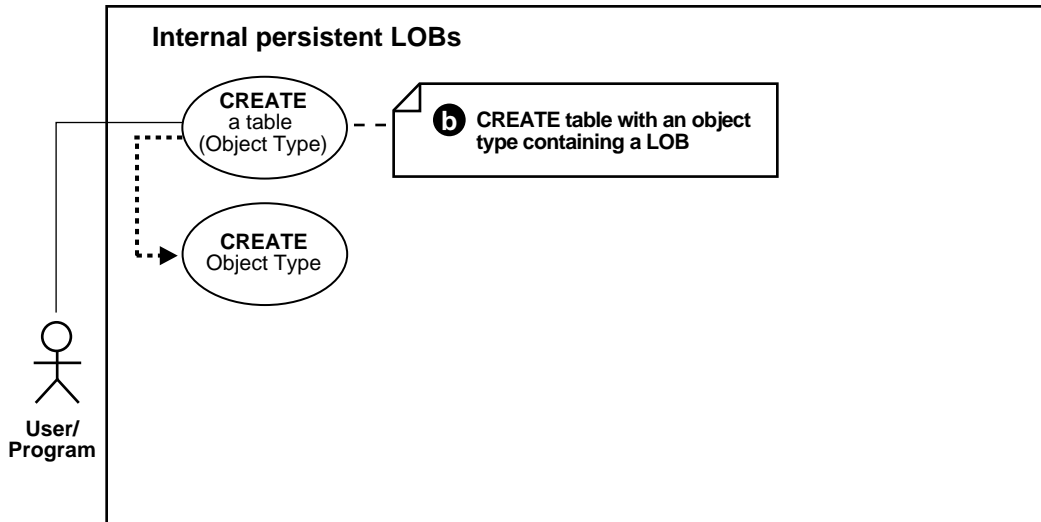 Internal persistent LOBs
CREATE
a table
(Object Type)
b CREATE table with an object
type containing a LOB
CREATE
Object Type
User/
Program